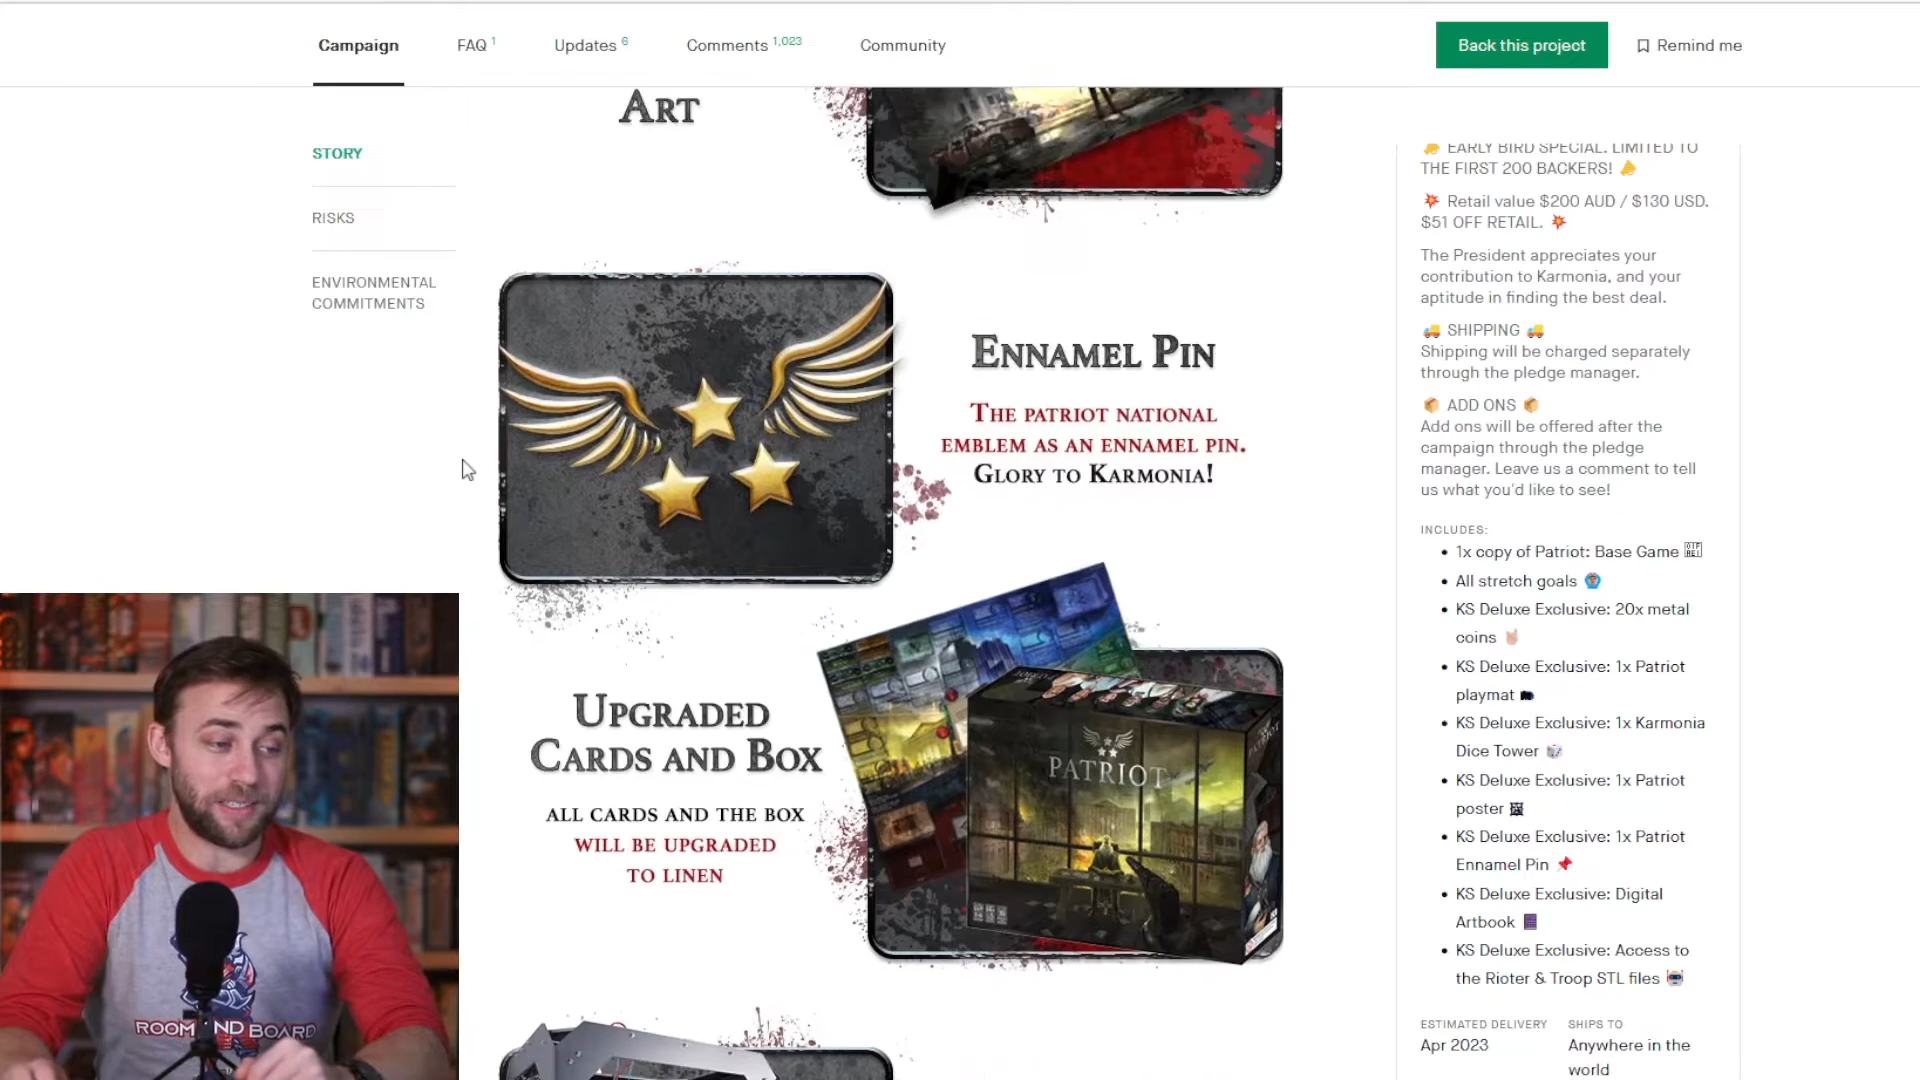 Campaign
FAQ 1
Updates 6
Comments 1,023
Community
Back this project
Remind me
STORY
RISKS
ENVIRONMENTAL
COMMITMENTS
ART
ENNAMEL PIN
THE PATRIOT NATIONAL
EMBLEM AS AN ENNAMEL PIN.
GLORY TO KARMONIA!
UPGRADED
CARDS AND BOX
ALL CARDS AND THE BOX
WILL BE UPGRADED
TO LINEN
PATRIOT
PATRIOT
ROOM AND BOARD
EARLY BIRD SPECIAL. LIMITED TO
THE FIRST 200 BACKERS!
Retail value $200 AUD / $130 USD.
$51 OFF RETAIL.
The President appreciates your
contribution to Karmonia, and your
aptitude in finding the best deal.
SHIPPING
Shipping will be charged separately
through the pledge manager.
ADD ONS
Add ons will be offered after the
campaign through the pledge
manager. Leave us a comment to tell
us what you'd like to see!
INCLUDES:
• 1x copy of Patriot: Base Game
• All stretch goals
• KS Deluxe Exclusive: 20x metal
coins
• KS Deluxe Exclusive: 1x Patriot
playmat
• KS Deluxe Exclusive: 1x Karmonia
Dice Tower
• KS Deluxe Exclusive: 1x Patriot
poster
• KS Deluxe Exclusive: 1x Patriot
Ennamel Pin
• KS Deluxe Exclusive: Digital
Artbook
• KS Deluxe Exclusive: Access to
the Rioter & Troop STL files
ESTIMATED DELIVERY
Apr 2023
SHIPS TO
Anywhere in the
world